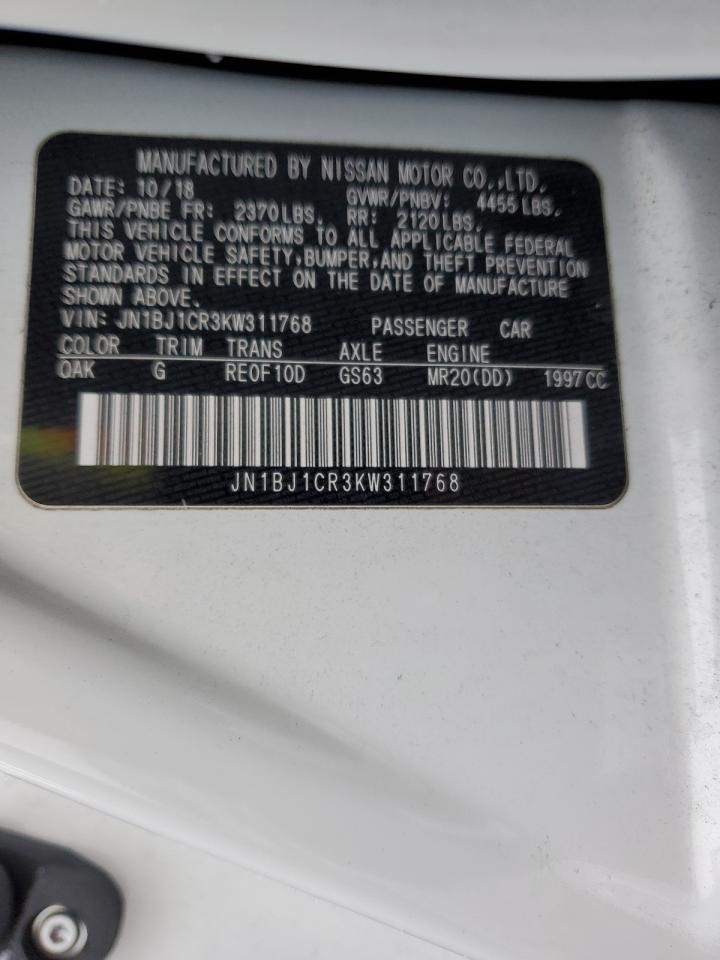 MANUFACTURED BY NISSAN MOTOR CO.,LTD.
DATE: 10/18 GVWR/PNBV: 4455 LBS.
GAWR/PNBE FR: 2370LBS. RR: 2120LBS.
THIS VEHICLE CONFORMS TO ALL APPLICABLE FEDERAL
MOTOR VEHICLE SAFETY,BUMPER,AND THEFT PREVENTION
STANDARDS IN EFFECT ON THE DATE OF MANUFACTURE
SHOWN ABOVE.
VIN: JN1BJ1CR3KW311768 PASSENGER CAR
COLOR TRIM TRANS AXLE ENGINE
QAK G RE0F10D GS63 MR20(DD) 1997CC
JN1BJ1CR3KW311768